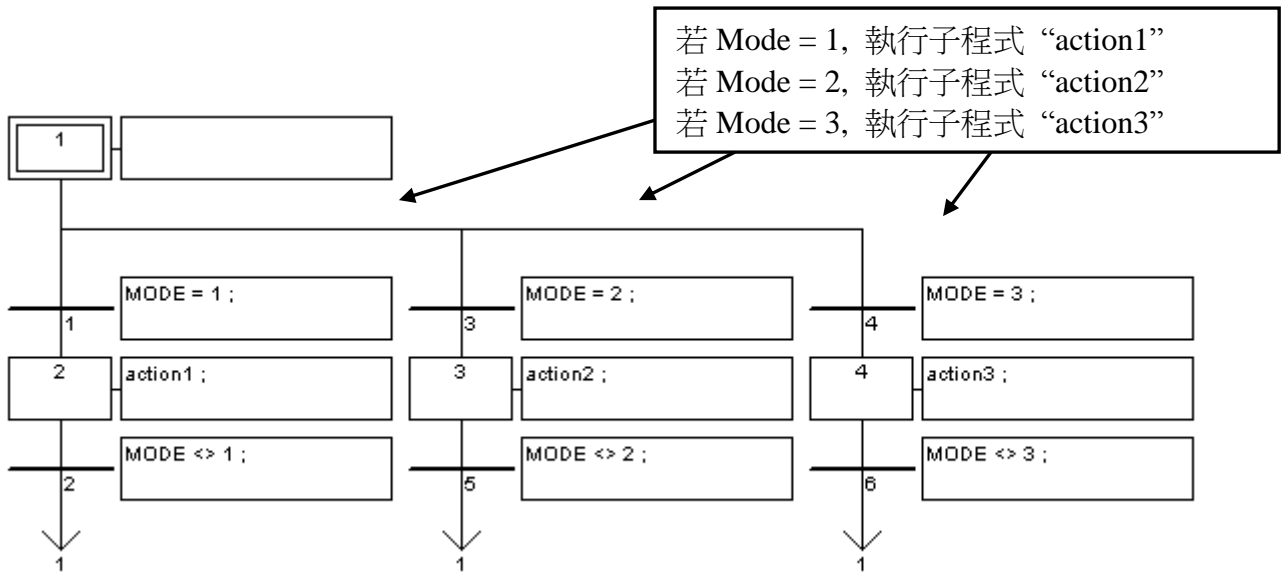 若 Mode = 1, 執行子程式 “action1”
若 Mode = 2, 執行子程式 “action2”
若 Mode = 3, 執行子程式 “action3”
1
MODE = 1 ;
MODE = 2 ;
MODE = 3 ;
1
3
4
2
action1 ;
3
action2 ;
4
action3 ;
MODE <> 1 ;
MODE <> 2 ;
MODE <> 3 ;
2
5
6
1
1
1